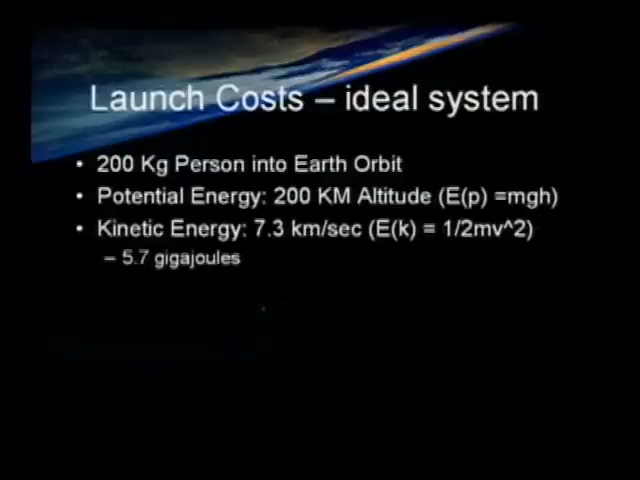 Launch Costs – ideal system
• 200 Kg Person into Earth Orbit
• Potential Energy: 200 KM Altitude (E(p) =mgh)
• Kinetic Energy: 7.3 km/sec (E(k) = 1/2mv^2)
– 5.7 gigajoules